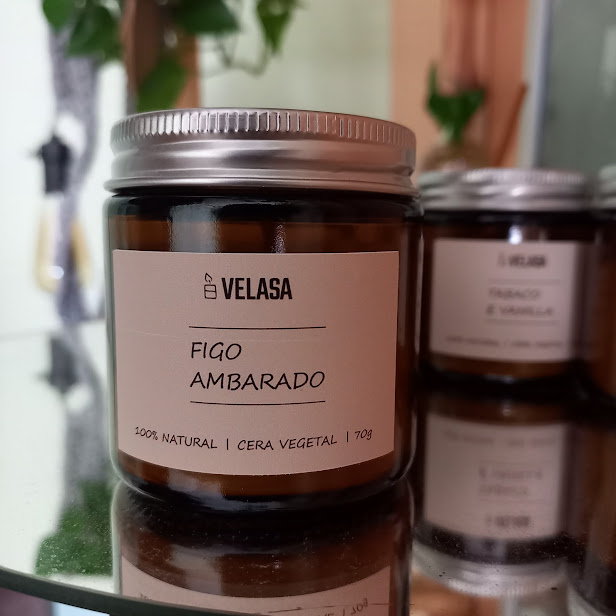 VELASA
FIGO
AMBARADO
100% NATURAL | CERA VEGETAL | 70g
VELASA
TABACO
E VANILLA